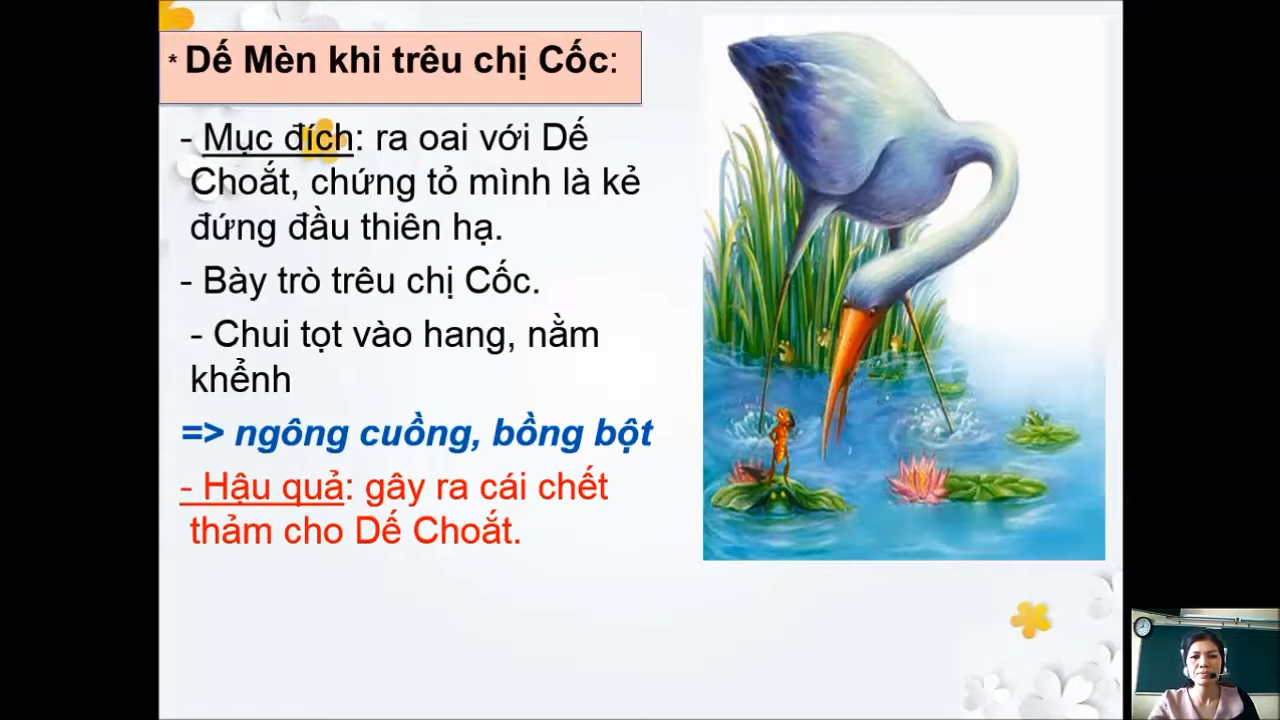 * Dế Mèn khi trêu chị Cốc:
- Mục đích: ra oai với Dế
Choắt, chứng tỏ mình là kẻ
đứng đầu thiên hạ.
- Bày trò trêu chị Cốc.
- Chui tọt vào hang, nằm
khểnh
=> ngông cuồng, bồng bột
- Hậu quả: gây ra cái chết
thảm cho Dế Choắt.